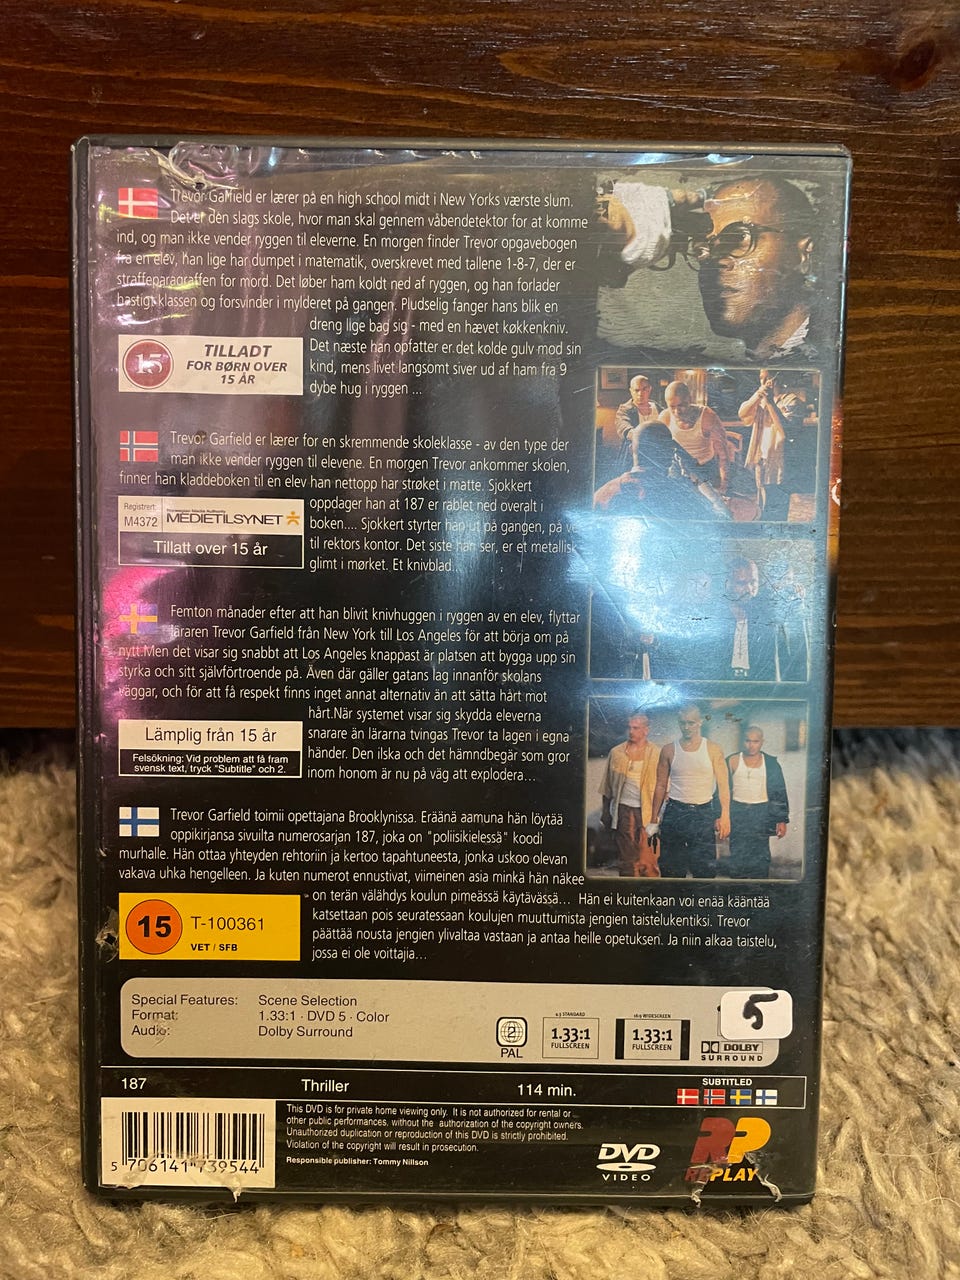 Trevor Garfield er lærer på en high school midt i New Yorks værste slum.
Det er den slags skole, hvor man skal gennem våbendetektor for at komme
ind, og man ikke vender ryggen til eleverne. En morgen finder Trevor opgavebogen
fra en elev, han lige har dumpet i matematik, overskrevet med tallene 1-8-7, der er
straffeparagraffen for mord. Det løber ham koldt ned af ryggen, og han forlader
hastigt klassen og forsvinder i mylderet på gangen. Pludselig fanger hans blik en
dreng lige bag sig - med en hævet køkkenkniv.
Det næste han opfatter er det kolde gulv mod sin
kind, mens livet langsomt siver ud af ham fra 9
dybe hug i ryggen ...
15
TILLADT
FOR BØRN OVER
15 ÅR
Trevor Garfield er lærer for en skremmende skoleklasse - av den type der
man ikke vender ryggen til elevene. En morgen Trevor ankommer skolen,
finner han kladdeboken til en elev han nettopp har strøket i matte. Sjokkert
oppdager han at 187 er rablet ned overalt i
boken.... Sjokkert styrter han ut på gangen, på ve
til rektors kontor. Det siste han ser, er et metallisk
glimt i mørket. Et knivblad...
Registrert
M4372
Norwegian Media Authority
MEDIETILSYNET
Tillatt over 15 år
Femton månader efter att han blivit knivhuggen i ryggen av en elev, flyttar
läraren Trevor Garfield från New York till Los Angeles för att börja om på
nytt.Men det visar sig snabbt att Los Angeles knappast är platsen att bygga upp sin
styrka och sitt självförtroende på. Även där gäller gatans lag innanför skolans
väggar, och för att få respekt finns inget annat alternativ än att sätta hårt mot
hårt.När systemet visar sig skydda eleverna
snarare än lärarna tvingas Trevor ta lagen i egna
händer. Den ilska och det hämndbegär som gror
inom honom är nu på väg att explodera...
Lämplig från 15 år
Felsökning: Vid problem att få fram
svensk text, tryck "Subtitle" och 2.
Trevor Garfield toimii opettajana Brooklynissa. Eräänä aamuna hän löytää
oppikirjansa sivuilta numerosarjan 187, joka on "poliisikielessä" koodi
murhalle. Hän ottaa yhteyden rehtoriin ja kertoo tapahtuneesta, jonka uskoo olevan
vakava uhka hengelleen. Ja kuten numerot ennustivat, viimeinen asia minkä hän näkee
on terän välähdys koulun pimeässä käytävässä... Hän ei kuitenkaan voi enää kääntää
katsettaan pois seuratessaan koulujen muuttumista jengien taistelukentiksi. Trevor
päättää nousta jengien ylivaltaa vastaan ja antaa heille opetuksen. Ja niin alkaa taistelu,
jossa ei ole voittajia...
15
T-100361
VET / SFB
Special Features: Scene Selection
Format: 1.33:1 · DVD 5 · Color
Audio: Dolby Surround
2
PAL
4:3 STANDARD
1.33:1
FULLSCREEN
16:9 WIDESCREEN
1.33:1
FULLSCREEN
5
DOLBY
SURROUND
187 Thriller 114 min.
SUBTITLED
5 706141 739544
This DVD is for private home viewing only. It is not authorized for rental or
other public performances, without the authorization of the copyright owners.
Unauthorized duplication or reproduction of this DVD is strictly prohibited.
Violation of the copyright will result in prosecution.
Responsible publisher: Tommy Nillson
DVD
VIDEO
RP
REPLAY